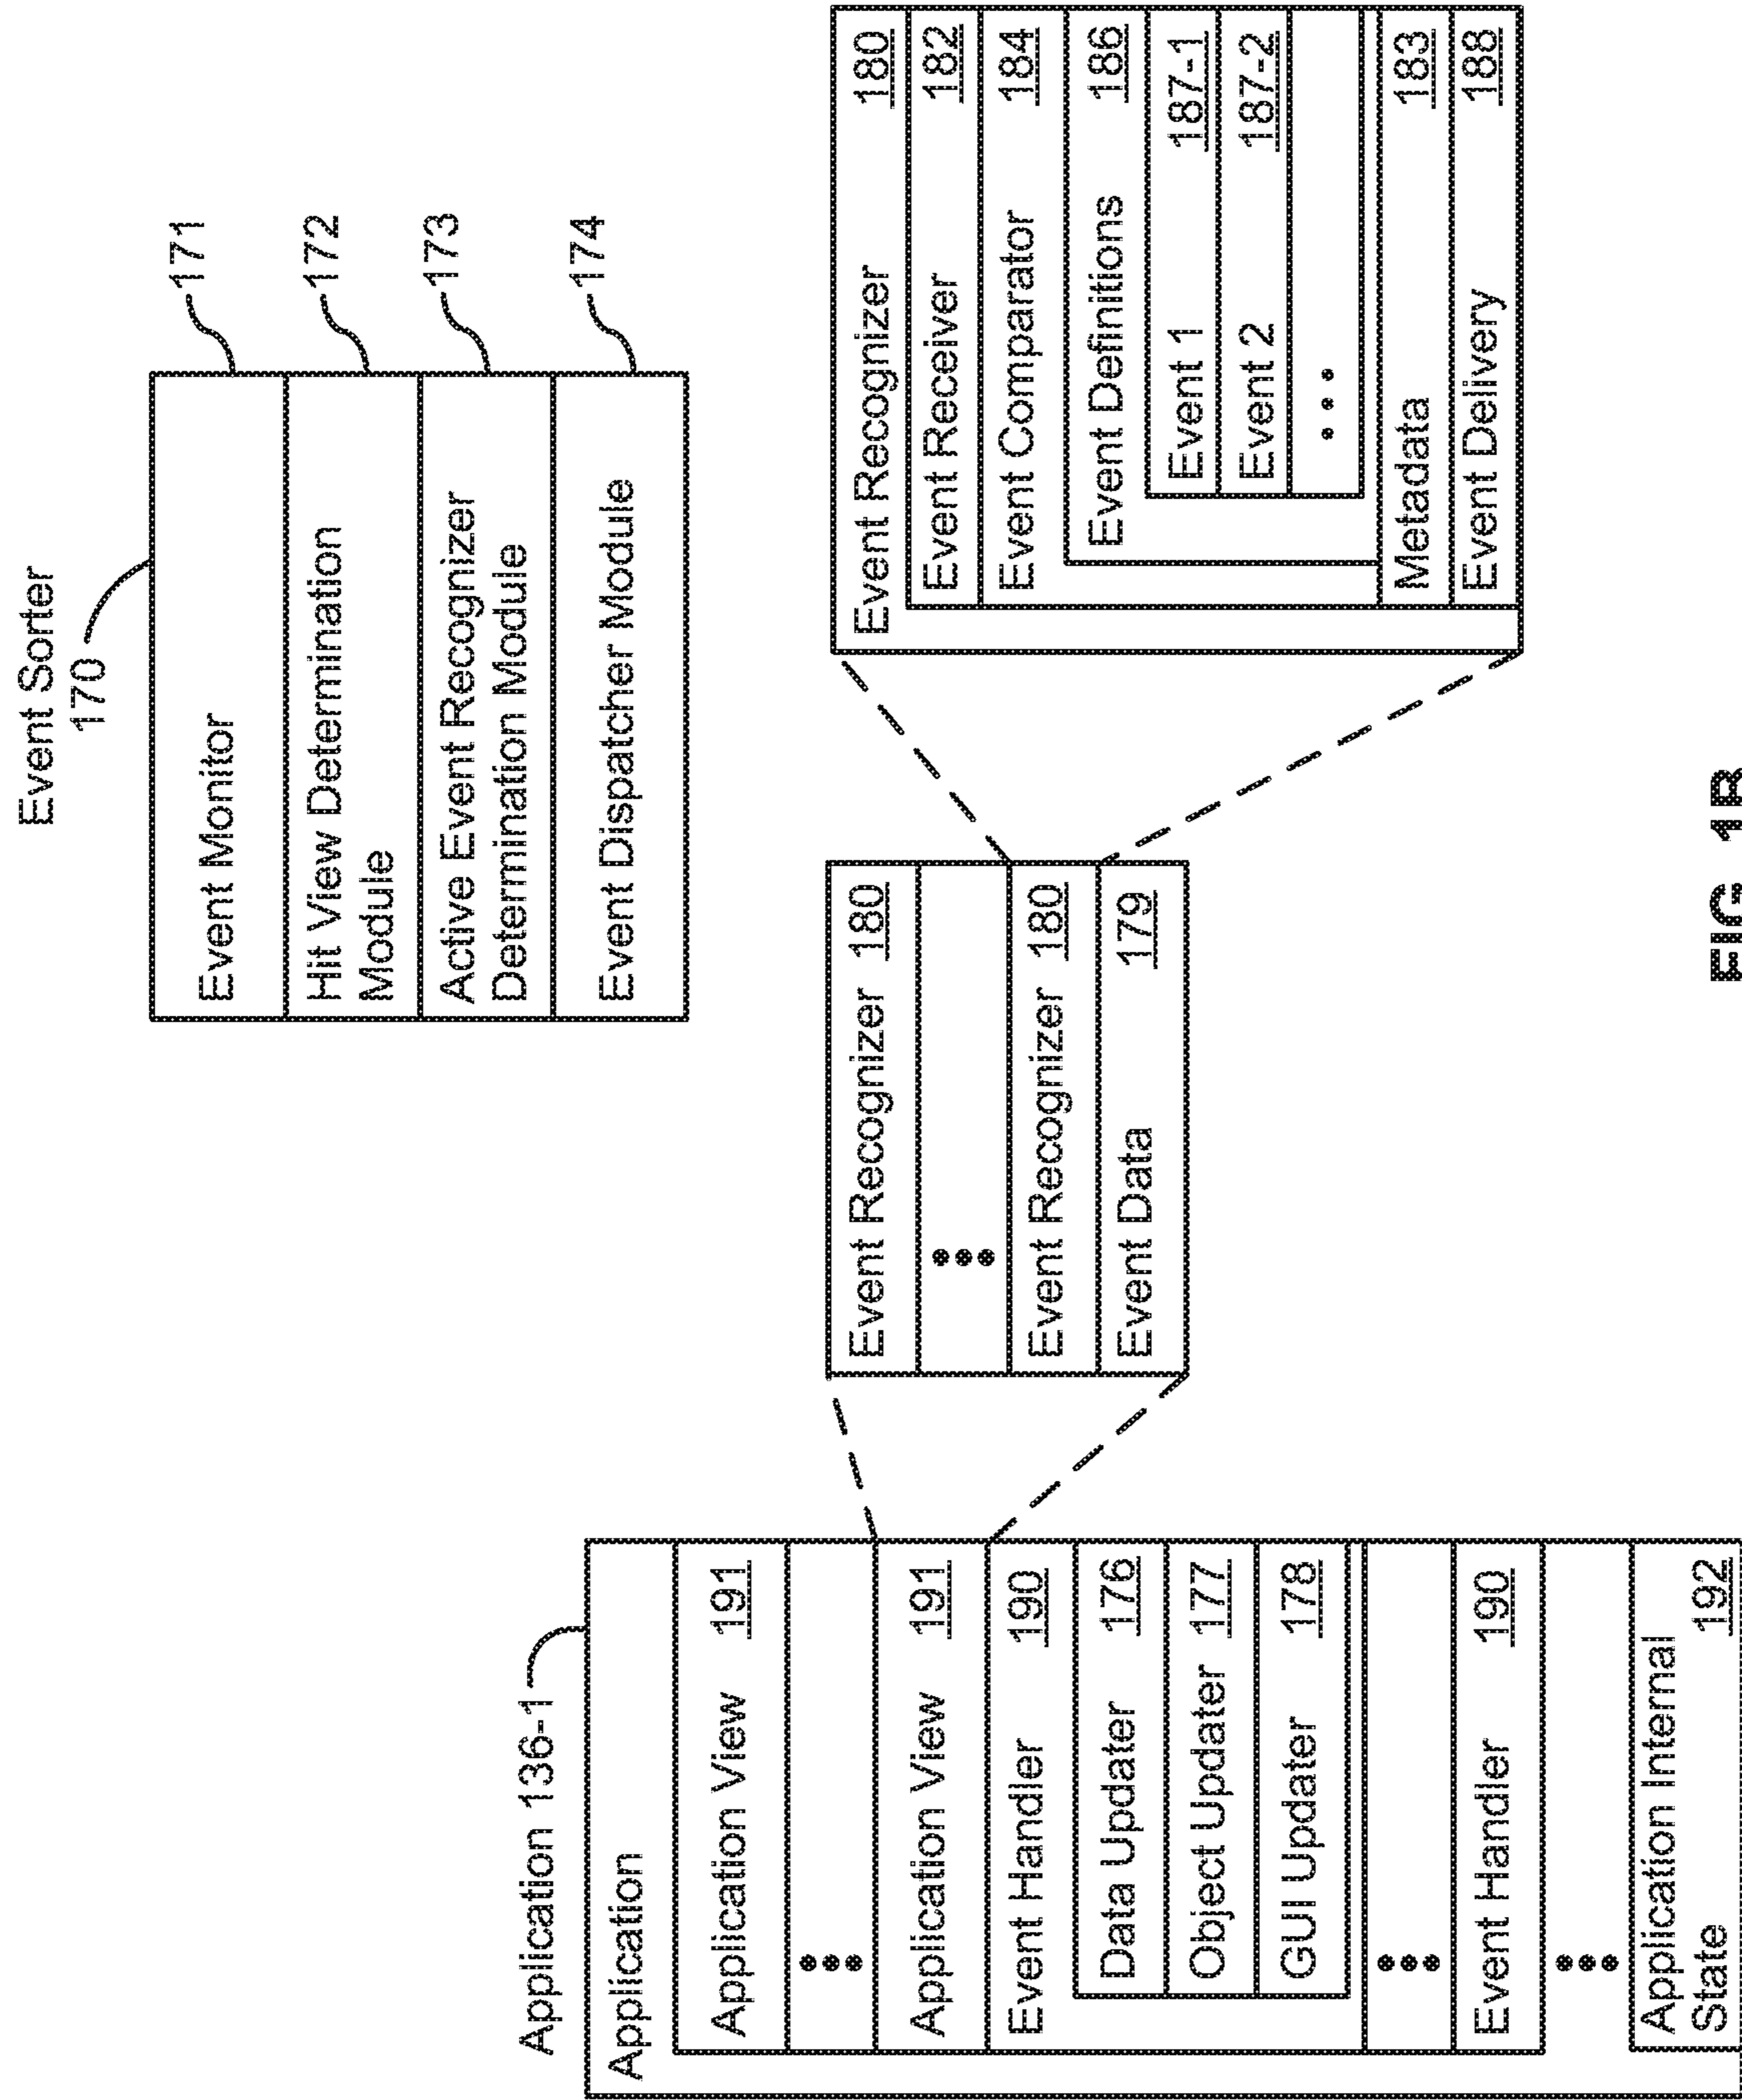 Event Sorter
170
Event Monitor
171
Hit View Determination
Module
172
Active Event Recognizer
Determination Module
173
Event Dispatcher Module
174
Application 136-1
Application
Application View 191
•••
Application View 191
Event Handler 190
Data Updater 176
Object Updater 177
GUI Updater 178
•••
Event Handler 190
•••
Application Internal
State 192
Event Recognizer 180
•••
Event Recognizer 180
Event Data 179
Event Recognizer 180
Event Receiver 182
Event Comparator 184
Event Definitions 186
Event 1 187-1
Event 2 187-2
•••
Metadata 183
Event Delivery 188
FIG. 1B